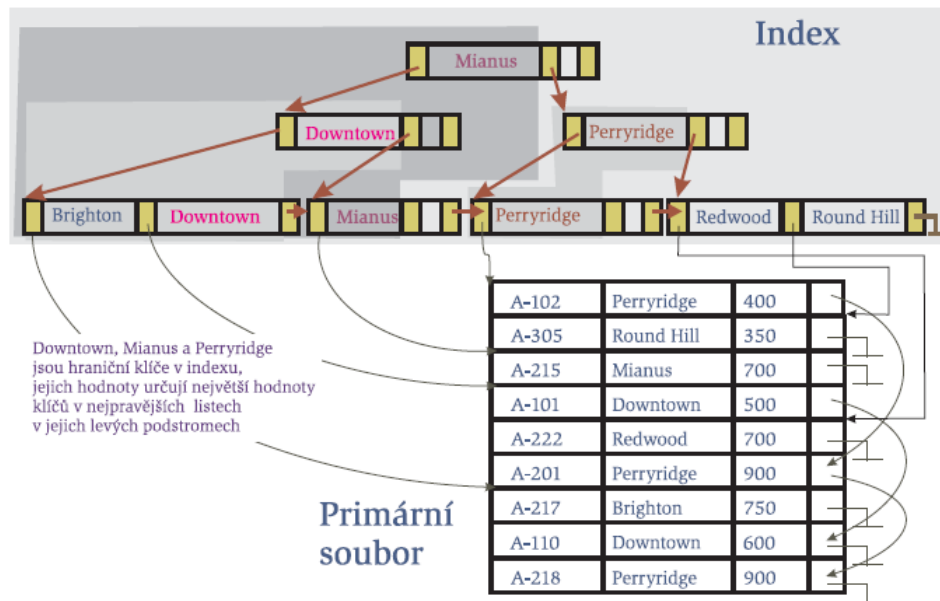 Index
Mianus
Downtown
Perryridge
Brighton
Downtown
Mianus
Perryridge
Redwood
Round Hill
A-102 Perryridge 400
A-305 Round Hill 350
A-215 Mianus 700
A-101 Downtown 500
A-222 Redwood 700
A-201 Perryridge 900
A-217 Brighton 750
A-110 Downtown 600
A-218 Perryridge 900
Downtown, Mianus a Perryridge
jsou hraniční klíče v indexu,
jejich hodnoty určují největší hodnoty
klíčů v nejpravějších listech
v jejich levých podstromech
Primární
soubor